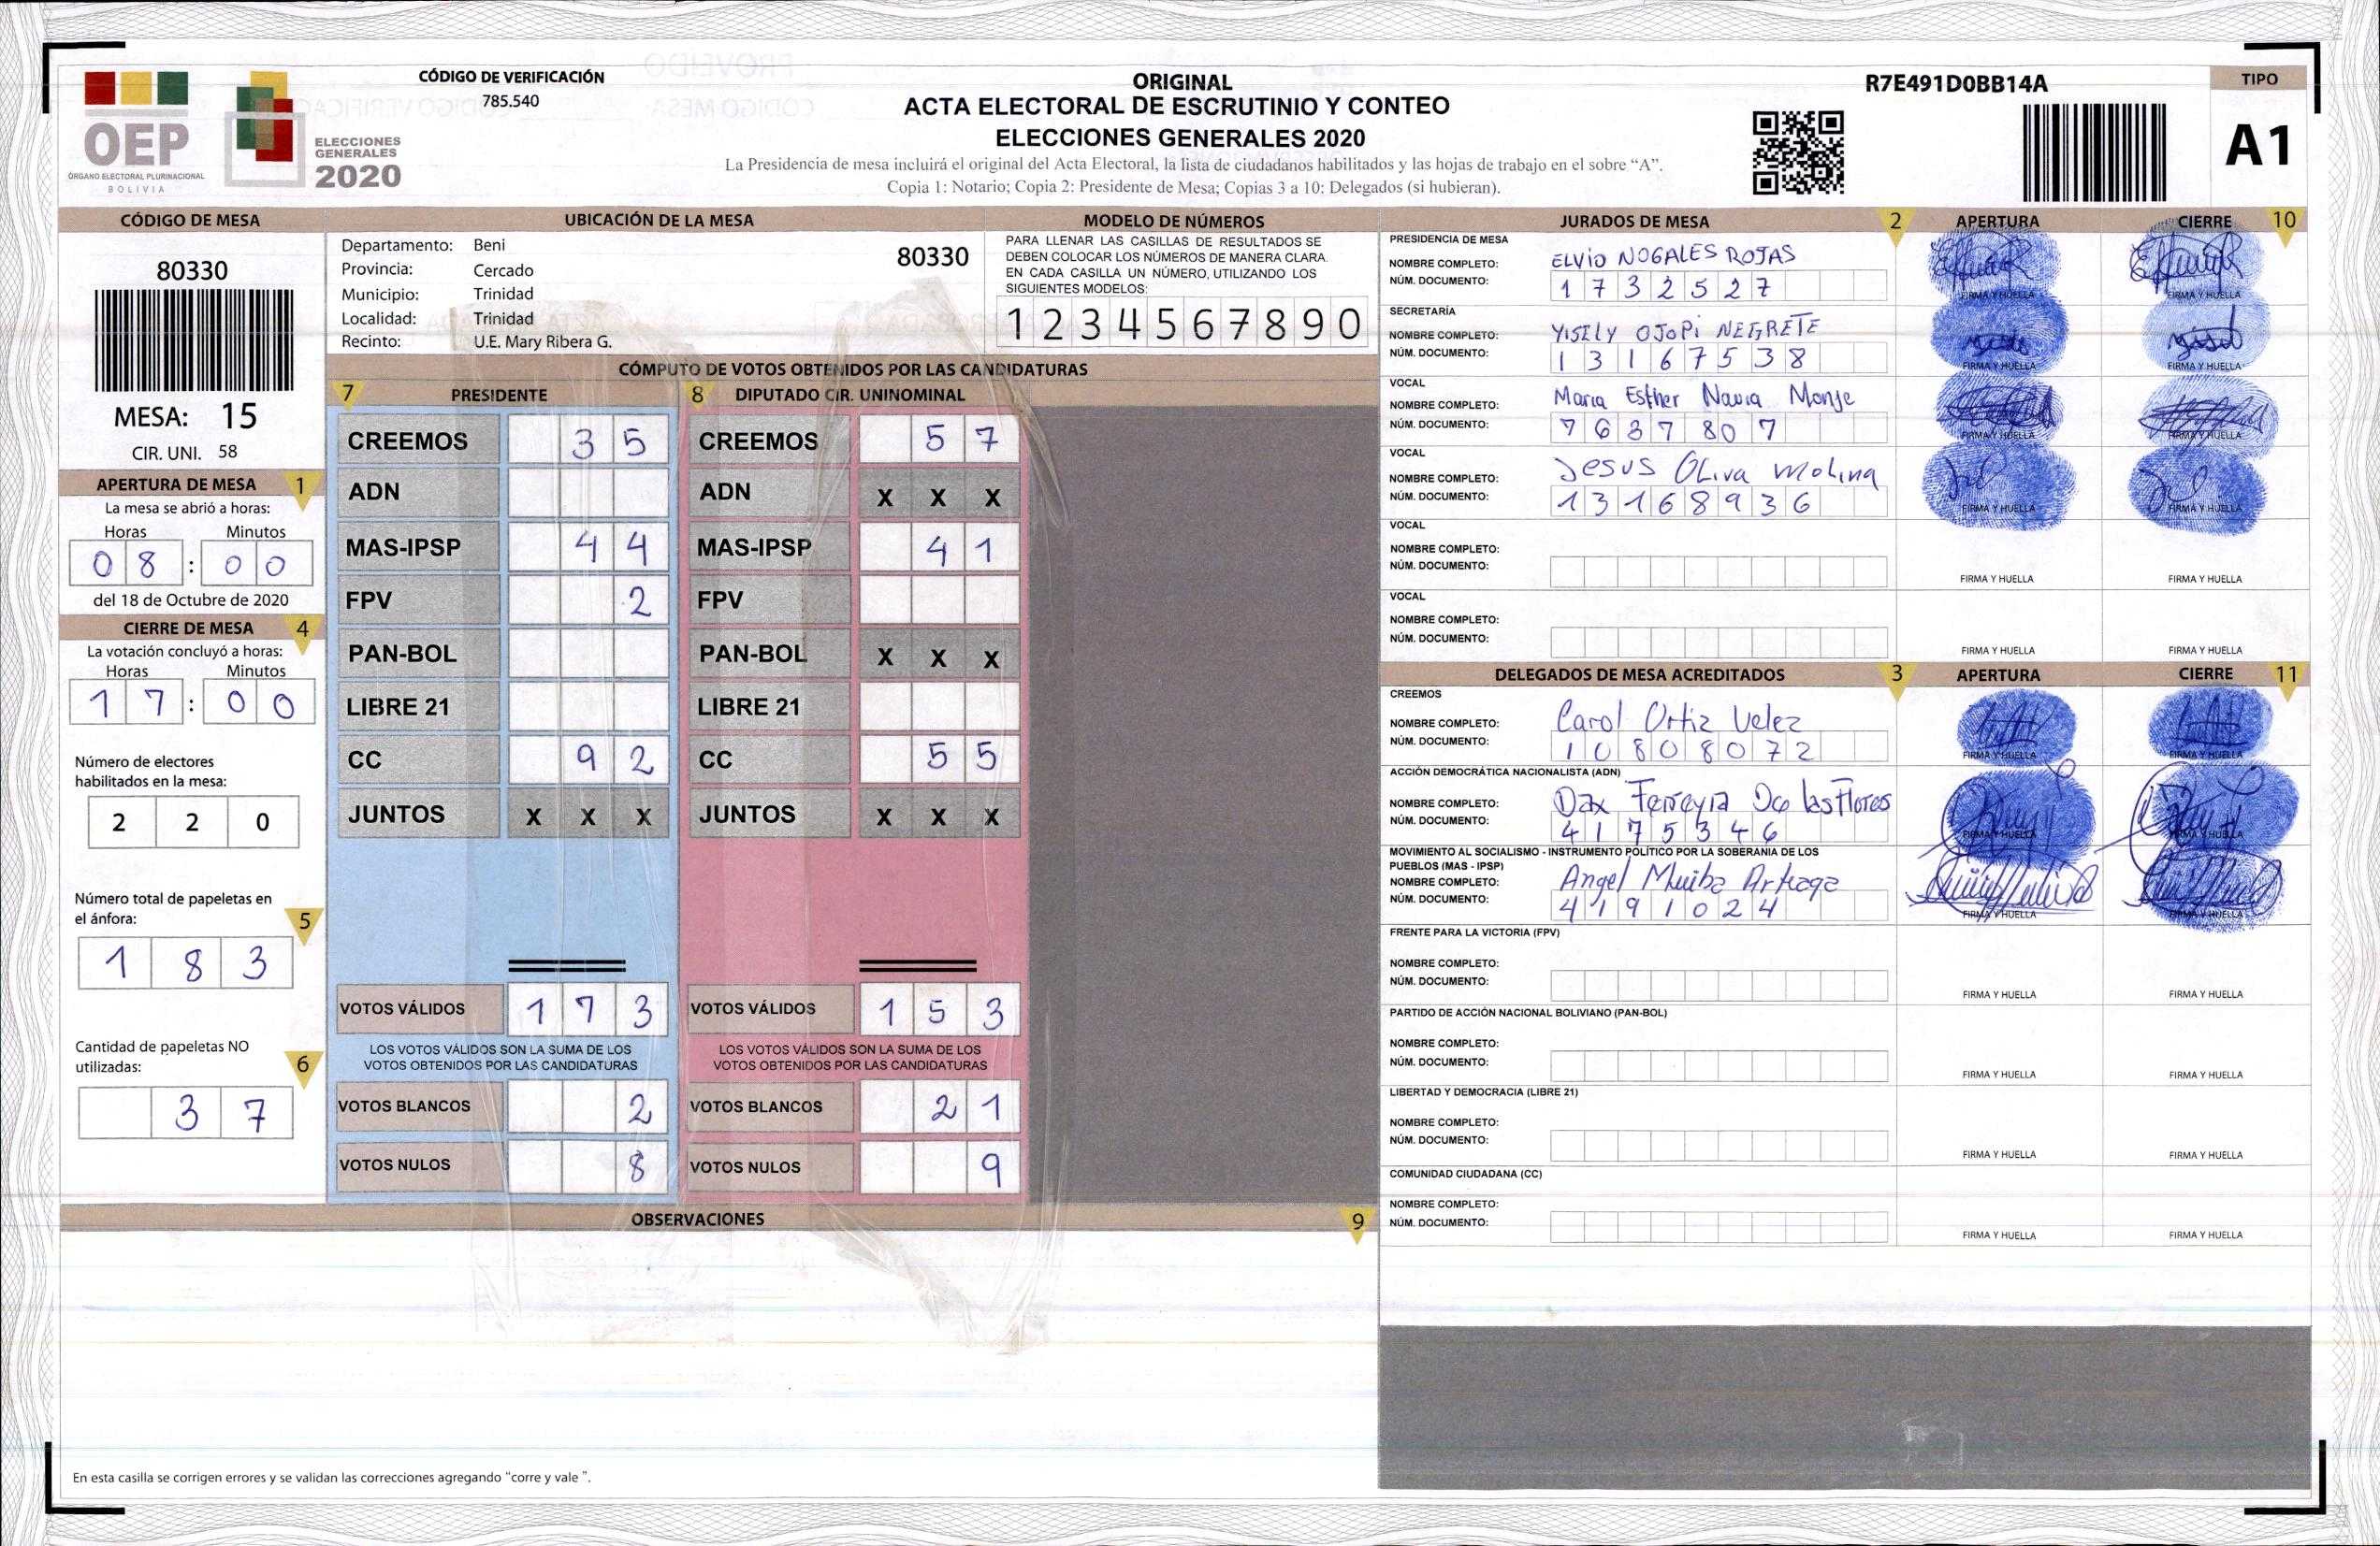 CÓDIGO DE VERIFICACIÓN
785.540
OEP
ÓRGANO ELECTORAL PLURINACIONAL
BOLIVIA
ELECCIONES
GENERALES
2020
ORIGINAL
ACTA ELECTORAL DE ESCRUTINIO Y CONTEO
ELECCIONES GENERALES 2020
La Presidencia de mesa incluirá el original del Acta Electoral, la lista de ciudadanos habilitados y las hojas de trabajo en el sobre “A”.
Copia 1: Notario; Copia 2: Presidente de Mesa; Copias 3 a 10: Delegados (si hubieran).
R7E491D0BB14A
TIPO
A1
CÓDIGO DE MESA
80330
MESA: 15
CIR. UNI. 58
APERTURA DE MESA 1
La mesa se abrió a horas:
Horas Minutos
08 : 00
del 18 de Octubre de 2020
CIERRE DE MESA 4
La votación concluyó a horas:
Horas Minutos
17 : 00
Número de electores
habilitados en la mesa:
220
Número total de papeletas en
el ánfora: 5
183
Cantidad de papeletas NO
utilizadas: 6
37
UBICACIÓN DE LA MESA
Departamento: Beni 80330
Provincia: Cercado
Municipio: Trinidad
Localidad: Trinidad
Recinto: U.E. Mary Ribera G.
MODELO DE NÚMEROS
PARA LLENAR LAS CASILLAS DE RESULTADOS SE
DEBEN COLOCAR LOS NÚMEROS DE MANERA CLARA.
EN CADA CASILLA UN NÚMERO, UTILIZANDO LOS
SIGUIENTES MODELOS:
1 2 3 4 5 6 7 8 9 0
CÓMPUTO DE VOTOS OBTENIDOS POR LAS CANDIDATURAS
7 PRESIDENTE
CREEMOS 35
ADN
MAS-IPSP 44
FPV 2
PAN-BOL
LIBRE 21
CC 92
JUNTOS X X X
VOTOS VÁLIDOS 173
LOS VOTOS VÁLIDOS SON LA SUMA DE LOS
VOTOS OBTENIDOS POR LAS CANDIDATURAS
VOTOS BLANCOS 2
VOTOS NULOS 8
8 DIPUTADO CIR. UNINOMINAL
CREEMOS 57
ADN X X X
MAS-IPSP 41
FPV
PAN-BOL X X X
LIBRE 21
CC 55
JUNTOS X X X
VOTOS VÁLIDOS 153
LOS VOTOS VÁLIDOS SON LA SUMA DE LOS
VOTOS OBTENIDOS POR LAS CANDIDATURAS
VOTOS BLANCOS 21
VOTOS NULOS 9
OBSERVACIONES 9
En esta casilla se corrigen errores y se validan las correcciones agregando “corre y vale ”.
JURADOS DE MESA 2 APERTURA CIERRE 10
PRESIDENCIA DE MESA
NOMBRE COMPLETO: ELViO NOGALES ROJAS
NÚM. DOCUMENTO: 1732527
FIRMA Y HUELLA FIRMA Y HUELLA
SECRETARÍA
NOMBRE COMPLETO: YISELY OJOPi NEGRETE
NÚM. DOCUMENTO: 13167538
FIRMA Y HUELLA FIRMA Y HUELLA
VOCAL
NOMBRE COMPLETO: Maria Esther Navia Monje
NÚM. DOCUMENTO: 7637807
FIRMA Y HUELLA FIRMA Y HUELLA
VOCAL
NOMBRE COMPLETO: Jesus OLiva Molina
NÚM. DOCUMENTO: 13168936
FIRMA Y HUELLA FIRMA Y HUELLA
VOCAL
NOMBRE COMPLETO:
NÚM. DOCUMENTO:
FIRMA Y HUELLA FIRMA Y HUELLA
VOCAL
NOMBRE COMPLETO:
NÚM. DOCUMENTO:
FIRMA Y HUELLA FIRMA Y HUELLA
DELEGADOS DE MESA ACREDITADOS 3 APERTURA CIERRE 11
CREEMOS
NOMBRE COMPLETO: Carol Ortiz Velez
NÚM. DOCUMENTO: 10808072
FIRMA Y HUELLA FIRMA Y HUELLA
ACCIÓN DEMOCRÁTICA NACIONALISTA (ADN)
NOMBRE COMPLETO: Dax Ferreyra De las Flores
NÚM. DOCUMENTO: 4175346
FIRMA Y HUELLA FIRMA Y HUELLA
MOVIMIENTO AL SOCIALISMO - INSTRUMENTO POLÍTICO POR LA SOBERANIA DE LOS
PUEBLOS (MAS - IPSP)
NOMBRE COMPLETO: Angel Muiba Arteaga
NÚM. DOCUMENTO: 4191024
FIRMA Y HUELLA FIRMA Y HUELLA
FRENTE PARA LA VICTORIA (FPV)
NOMBRE COMPLETO:
NÚM. DOCUMENTO:
FIRMA Y HUELLA FIRMA Y HUELLA
PARTIDO DE ACCIÓN NACIONAL BOLIVIANO (PAN-BOL)
NOMBRE COMPLETO:
NÚM. DOCUMENTO:
FIRMA Y HUELLA FIRMA Y HUELLA
LIBERTAD Y DEMOCRACIA (LIBRE 21)
NOMBRE COMPLETO:
NÚM. DOCUMENTO:
FIRMA Y HUELLA FIRMA Y HUELLA
COMUNIDAD CIUDADANA (CC)
NOMBRE COMPLETO:
NÚM. DOCUMENTO:
FIRMA Y HUELLA FIRMA Y HUELLA